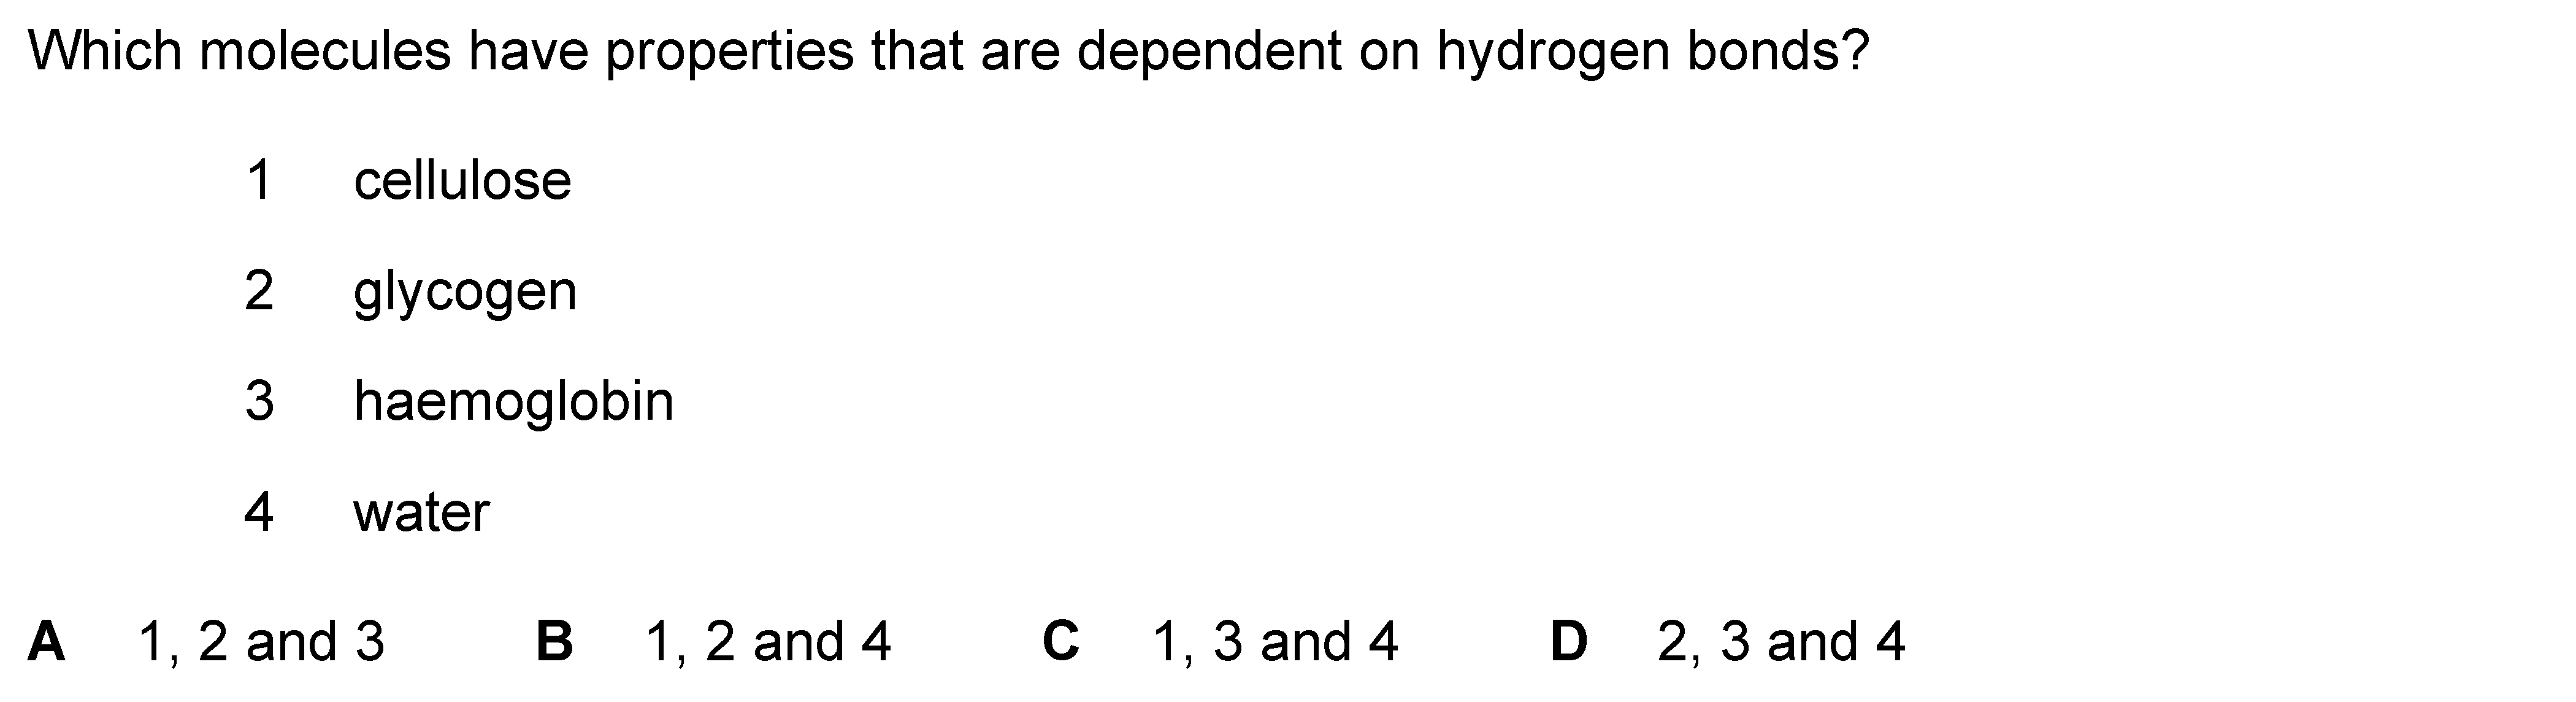 Which molecules have properties that are dependent on hydrogen bonds?
1 cellulose
2 glycogen
3 haemoglobin
4 water
A 1, 2 and 3 B 1, 2 and 4 C 1, 3 and 4 D 2, 3 and 4